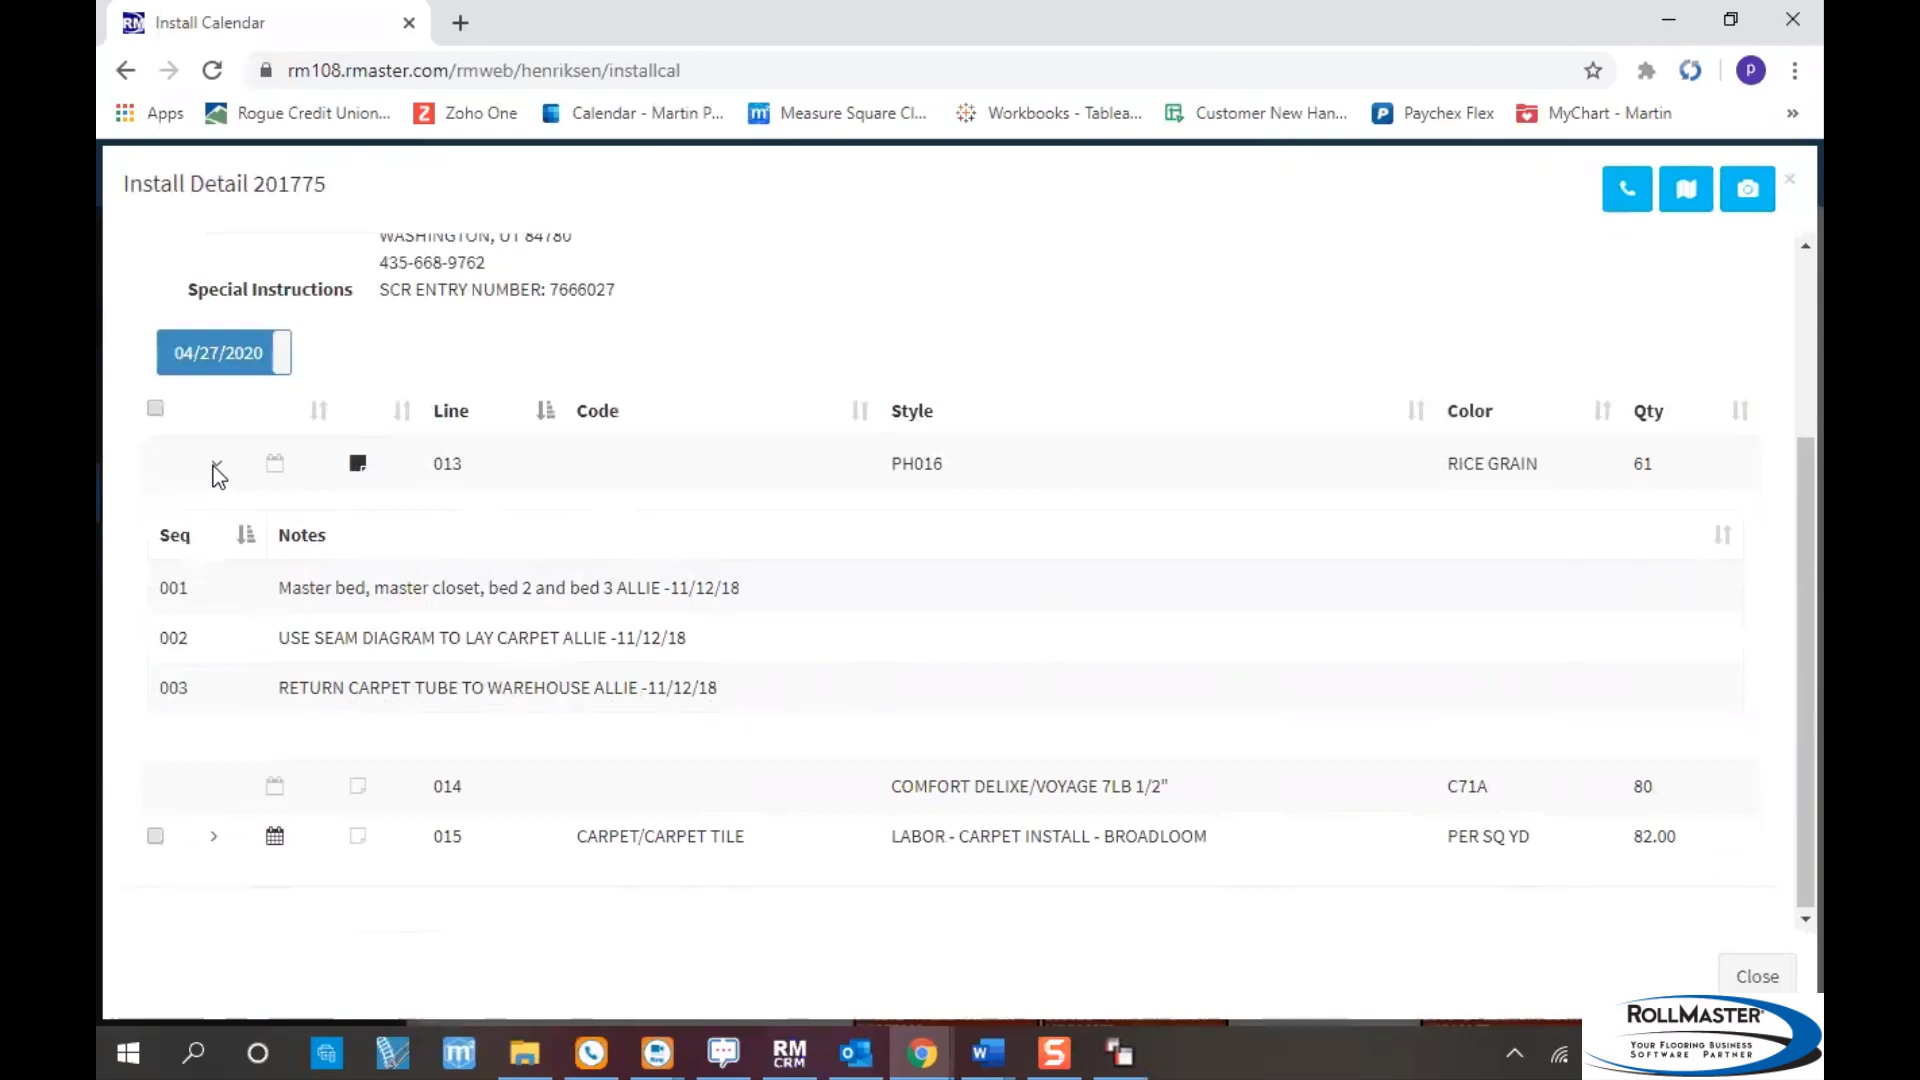 RM Install Calendar
rm108.rmaster.com/rmweb/henriksen/installcal
P
Apps Rogue Credit Union... Zoho One Calendar - Martin P... Measure Square Cl... Workbooks - Tablea... Customer New Han... Paychex Flex MyChart - Martin »
Install Detail 201775
WASHINGTON, UT 84780
435-668-9762
Special Instructions SCR ENTRY NUMBER: 7666027
04/27/2020
Line Code Style Color Qty
013 PH016 RICE GRAIN 61
Seq Notes
001 Master bed, master closet, bed 2 and bed 3 ALLIE -11/12/18
002 USE SEAM DIAGRAM TO LAY CARPET ALLIE -11/12/18
003 RETURN CARPET TUBE TO WAREHOUSE ALLIE -11/12/18
014 COMFORT DELIXE/VOYAGE 7LB 1/2" C71A 80
015 CARPET/CARPET TILE LABOR - CARPET INSTALL - BROADLOOM PER SQ YD 82.00
Close
RM
CRM
ROLLMASTER
YOUR FLOORING BUSINESS
SOFTWARE PARTNER